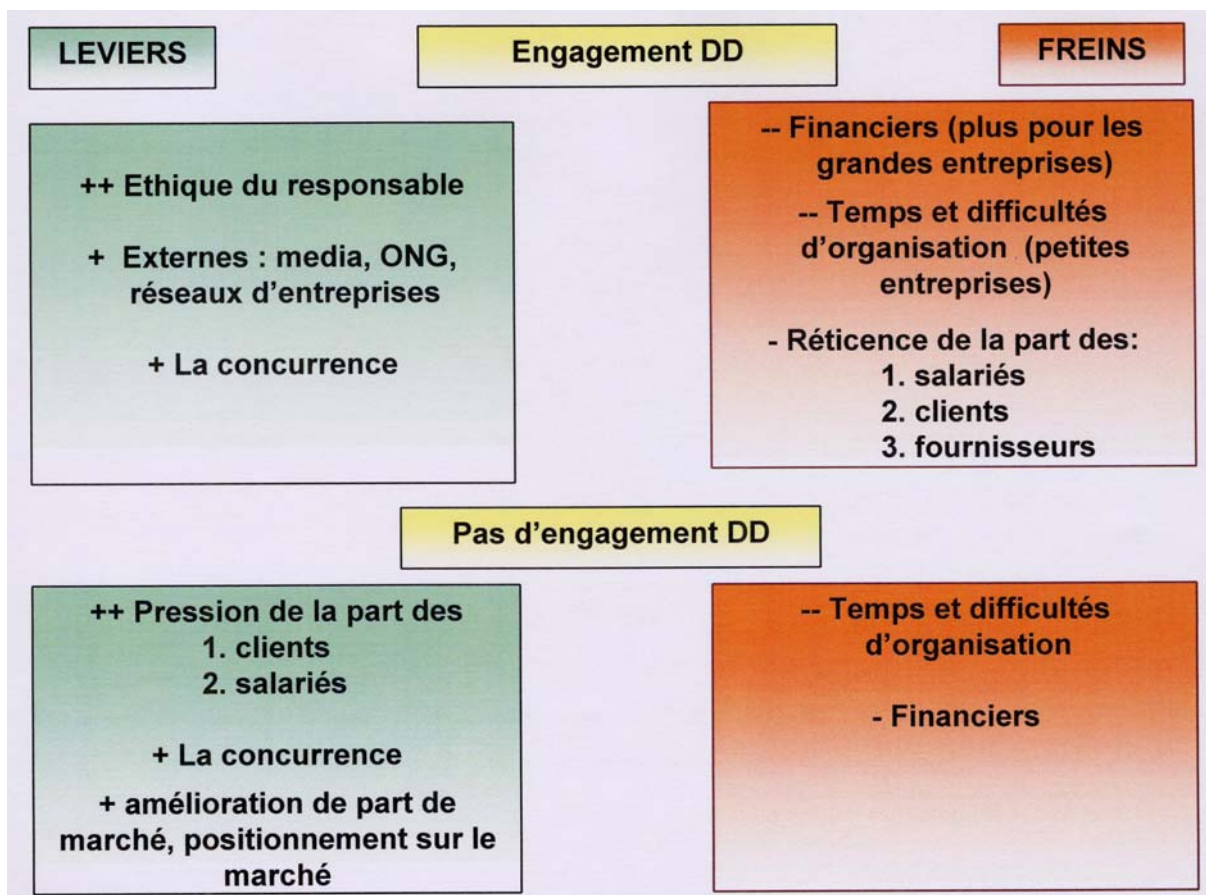 LEVIERS
Engagement DD
FREINS
++ Ethique du responsable
+ Externes : media, ONG,
réseaux d'entreprises
+ La concurrence
-- Financiers (plus pour les
grandes entreprises)
-- Temps et difficultés
d'organisation (petites
entreprises)
- Réticence de la part des:
1. salariés
2. clients
3. fournisseurs
Pas d'engagement DD
++ Pression de la part des
1. clients
2. salariés
+ La concurrence
+ amélioration de part de
marché, positionnement sur le
marché
-- Temps et difficultés
d'organisation
- Financiers